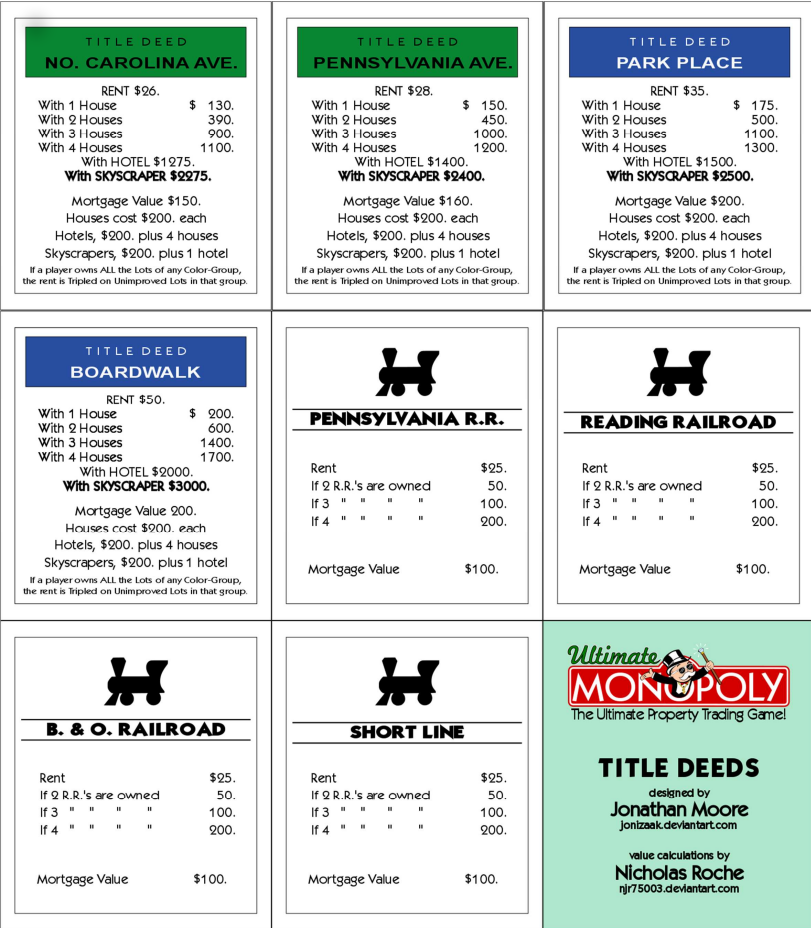 TITLE DEED
NO. CAROLINA AVE.
RENT $26.
With 1 House $ 130.
With 2 Houses 390.
With 3 Houses 900.
With 4 Houses 1100.
With HOTEL $1275.
With SKYSCRAPER $2275.
Mortgage Value $150.
Houses cost $200. each
Hotels, $200. plus 4 houses
Skyscrapers, $200. plus 1 hotel
If a player owns ALL the Lots of any Color-Group,
the rent is Tripled on Unimproved Lots in that group.
TITLE DEED
PENNSYLVANIA AVE.
RENT $28.
With 1 House $ 150.
With 2 Houses 450.
With 3 Houses 1000.
With 4 Houses 1200.
With HOTEL $1400.
With SKYSCRAPER $2400.
Mortgage Value $160.
Houses cost $200. each
Hotels, $200. plus 4 houses
Skyscrapers, $200. plus 1 hotel
If a player owns ALL the Lots of any Color-Group,
the rent is Tripled on Unimproved Lots in that group.
TITLE DEED
PARK PLACE
RENT $35.
With 1 House $ 175.
With 2 Houses 500.
With 3 Houses 1100.
With 4 Houses 1300.
With HOTEL $1500.
With SKYSCRAPER $2500.
Mortgage Value $200.
Houses cost $200. each
Hotels, $200. plus 4 houses
Skyscrapers, $200. plus 1 hotel
If a player owns ALL the Lots of any Color-Group,
the rent is Tripled on Unimproved Lots in that group.
TITLE DEED
BOARDWALK
RENT $50.
With 1 House $ 200.
With 2 Houses 600.
With 3 Houses 1400.
With 4 Houses 1700.
With HOTEL $2000.
With SKYSCRAPER $3000.
Mortgage Value 200.
Houses cost $200. each
Hotels, $200. plus 4 houses
Skyscrapers, $200. plus 1 hotel
If a player owns ALL the Lots of any Color-Group,
the rent is Tripled on Unimproved Lots in that group.
PENNSYLVANIA R.R.
Rent $25.
If 2 R.R.'s are owned 50.
If 3 " " " " 100.
If 4 " " " " 200.
Mortgage Value $100.
READING RAILROAD
Rent $25.
If 2 R.R.'s are owned 50.
If 3 " " " " 100.
If 4 " " " " 200.
Mortgage Value $100.
B. & O. RAILROAD
Rent $25.
If 2 R.R.'s are owned 50.
If 3 " " " " 100.
If 4 " " " " 200.
Mortgage Value $100.
SHORT LINE
Rent $25.
If 2 R.R.'s are owned 50.
If 3 " " " " 100.
If 4 " " " " 200.
Mortgage Value $100.
Ultimate
MONOPOLY
The Ultimate Property Trading Game!
TITLE DEEDS
designed by
Jonathan Moore
jonizaak.deviantart.com
value calculations by
Nicholas Roche
njr75003.deviantart.com